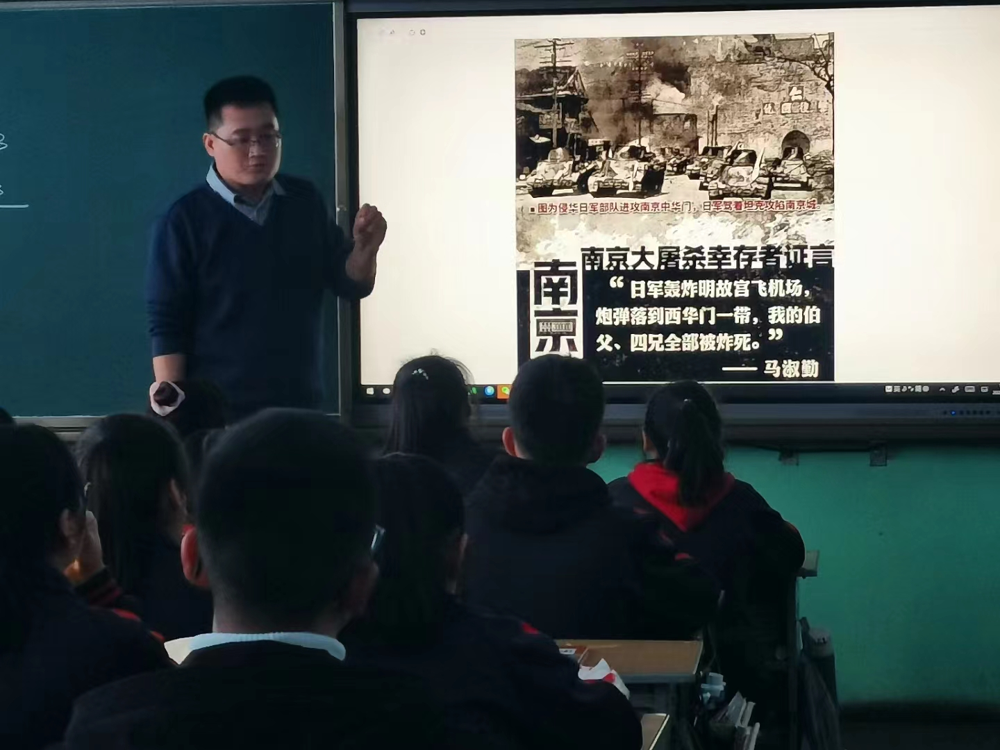 图为侵华日军部队进攻南京中华门，日军驾着坦克攻陷南京城。
南京大屠杀幸存者证言
南京
“日军轰炸明故宫飞机场，
炮弹落到西华门一带，我的伯
父、四兄全部被炸死。”
—— 马淑勤